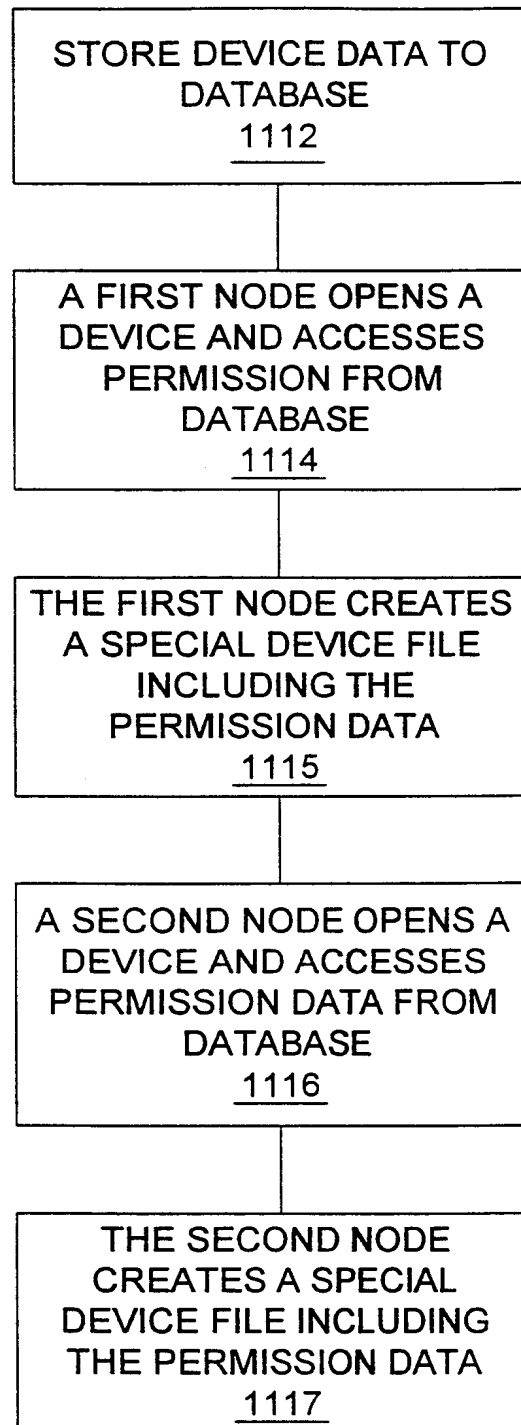 STORE DEVICE DATA TO
DATABASE
1112
A FIRST NODE OPENS A
DEVICE AND ACCESSES
PERMISSION FROM
DATABASE
1114
THE FIRST NODE CREATES
A SPECIAL DEVICE FILE
INCLUDING THE
PERMISSION DATA
1115
A SECOND NODE OPENS A
DEVICE AND ACCESSES
PERMISSION DATA FROM
DATABASE
1116
THE SECOND NODE
CREATES A SPECIAL
DEVICE FILE INCLUDING
THE PERMISSION DATA
1117